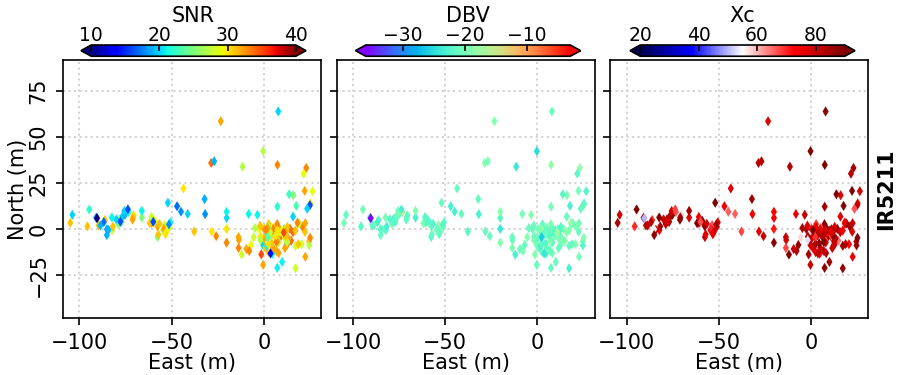 SNR DBV Xc
10 20 30 40 −30 −20 −10 20 40 60 80
75
50
25
0
−25
North (m)
IR5211
−100 −50 0 −100 −50 0 −100 −50 0
East (m) East (m) East (m)